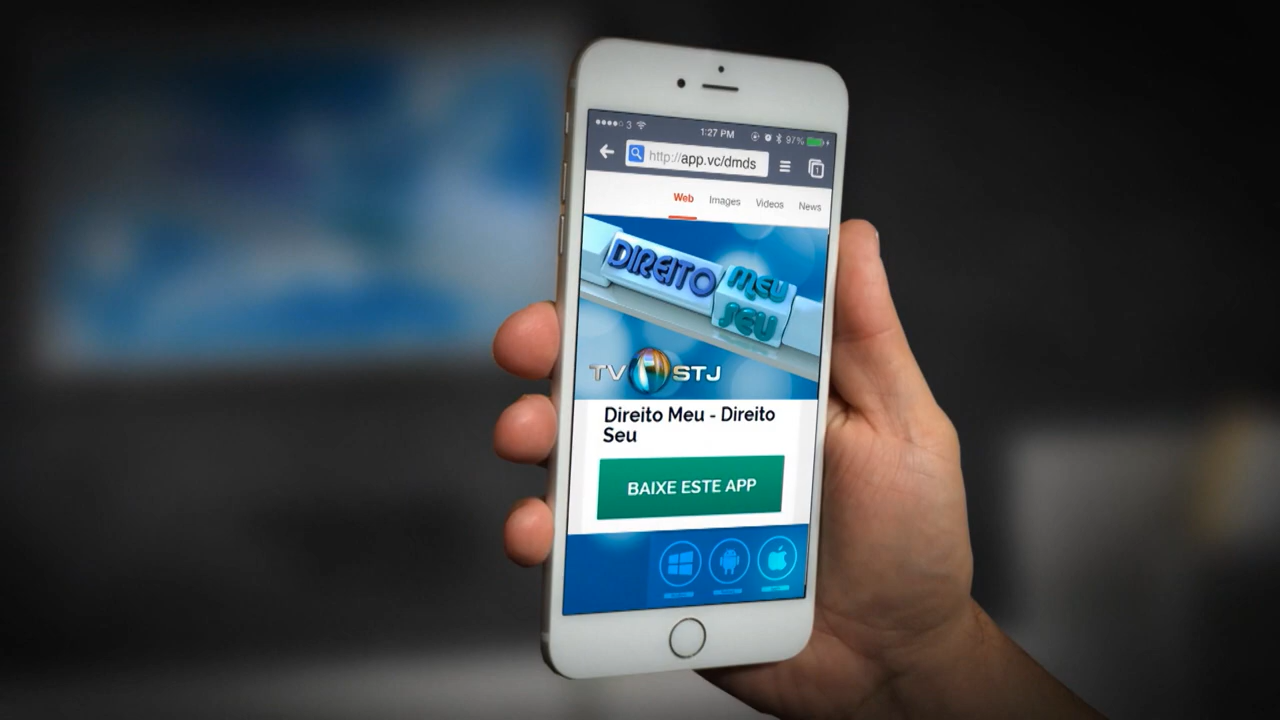 3 1:27 PM 97%
http://app.vc/dmds 1
Web Images Videos News
DIREITO MEU
SEU
TV STJ
Direito Meu - Direito
Seu
BAIXE ESTE APP